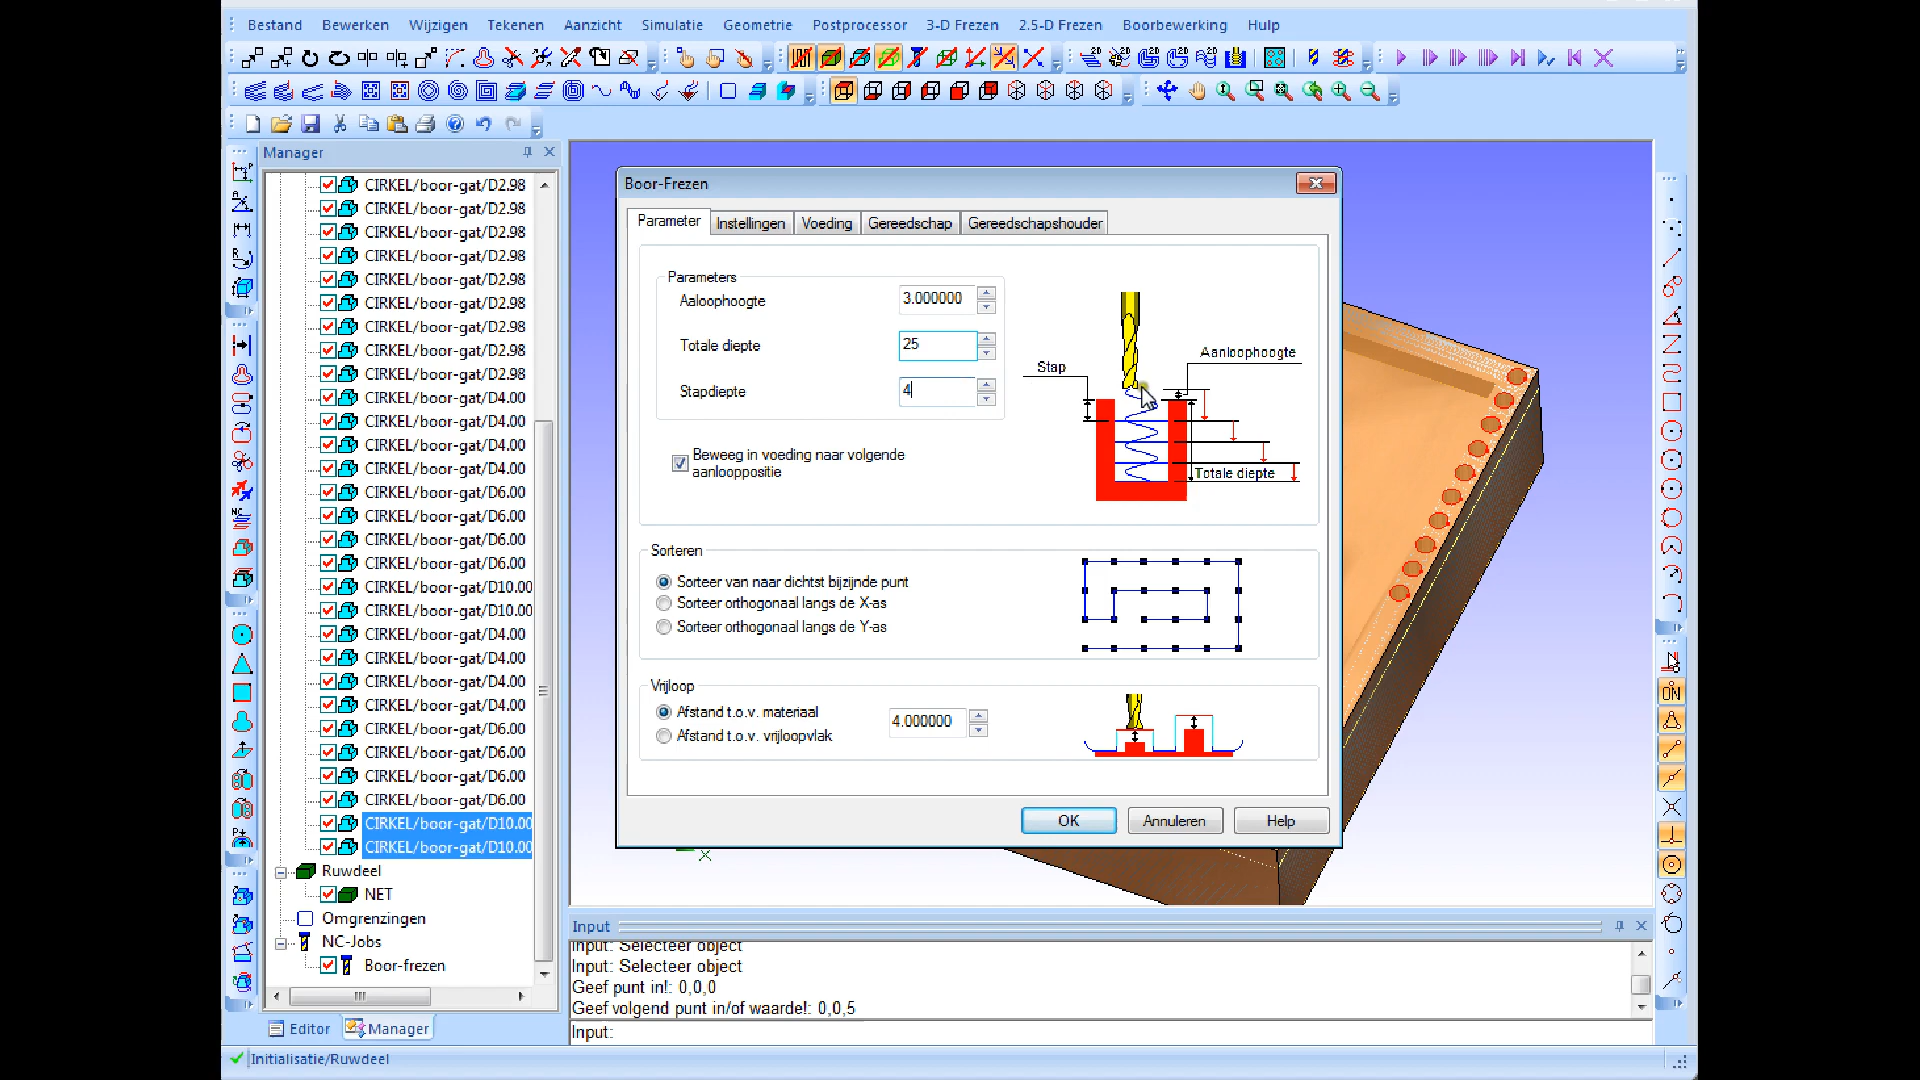 Bestand Bewerken Wijzigen Tekenen Aanzicht Simulatie Geometrie Postprocessor 3-D Frezen 2.5-D Frezen Boorbewerking Hulp
Manager
CIRKEL/boor-gat/D2.98
CIRKEL/boor-gat/D2.98
CIRKEL/boor-gat/D2.98
CIRKEL/boor-gat/D2.98
CIRKEL/boor-gat/D2.98
CIRKEL/boor-gat/D2.98
CIRKEL/boor-gat/D2.98
CIRKEL/boor-gat/D2.98
CIRKEL/boor-gat/D2.98
CIRKEL/boor-gat/D4.00
CIRKEL/boor-gat/D4.00
CIRKEL/boor-gat/D4.00
CIRKEL/boor-gat/D4.00
CIRKEL/boor-gat/D6.00
CIRKEL/boor-gat/D6.00
CIRKEL/boor-gat/D6.00
CIRKEL/boor-gat/D6.00
CIRKEL/boor-gat/D10.00
CIRKEL/boor-gat/D10.00
CIRKEL/boor-gat/D4.00
CIRKEL/boor-gat/D4.00
CIRKEL/boor-gat/D4.00
CIRKEL/boor-gat/D4.00
CIRKEL/boor-gat/D6.00
CIRKEL/boor-gat/D6.00
CIRKEL/boor-gat/D6.00
CIRKEL/boor-gat/D6.00
CIRKEL/boor-gat/D10.00
CIRKEL/boor-gat/D10.00
Ruwdeel
NET
Omgrenzingen
NC-Jobs
Boor-frezen
Editor Manager
Initialisatie/Ruwdeel
Boor-Frezen
Parameter Instellingen Voeding Gereedschap Gereedschapshouder
Parameters
Aaloophoogte 3.000000
Totale diepte 25
Stapdiepte 4
Beweeg in voeding naar volgende
aanlooppositie
Stap
Aanloophoogte
Totale diepte
Sorteren
Sorteer van naar dichtst bijzijnde punt
Sorteer orthogonaal langs de X-as
Sorteer orthogonaal langs de Y-as
Vrijloop
Afstand t.o.v. materiaal 4.000000
Afstand t.o.v. vrijloopvlak
OK Annuleren Help
X
Input
Input: Selecteer object
Input: Selecteer object
Geef punt in!: 0,0,0
Geef volgend punt in/of waarde!: 0,0,5
Input: